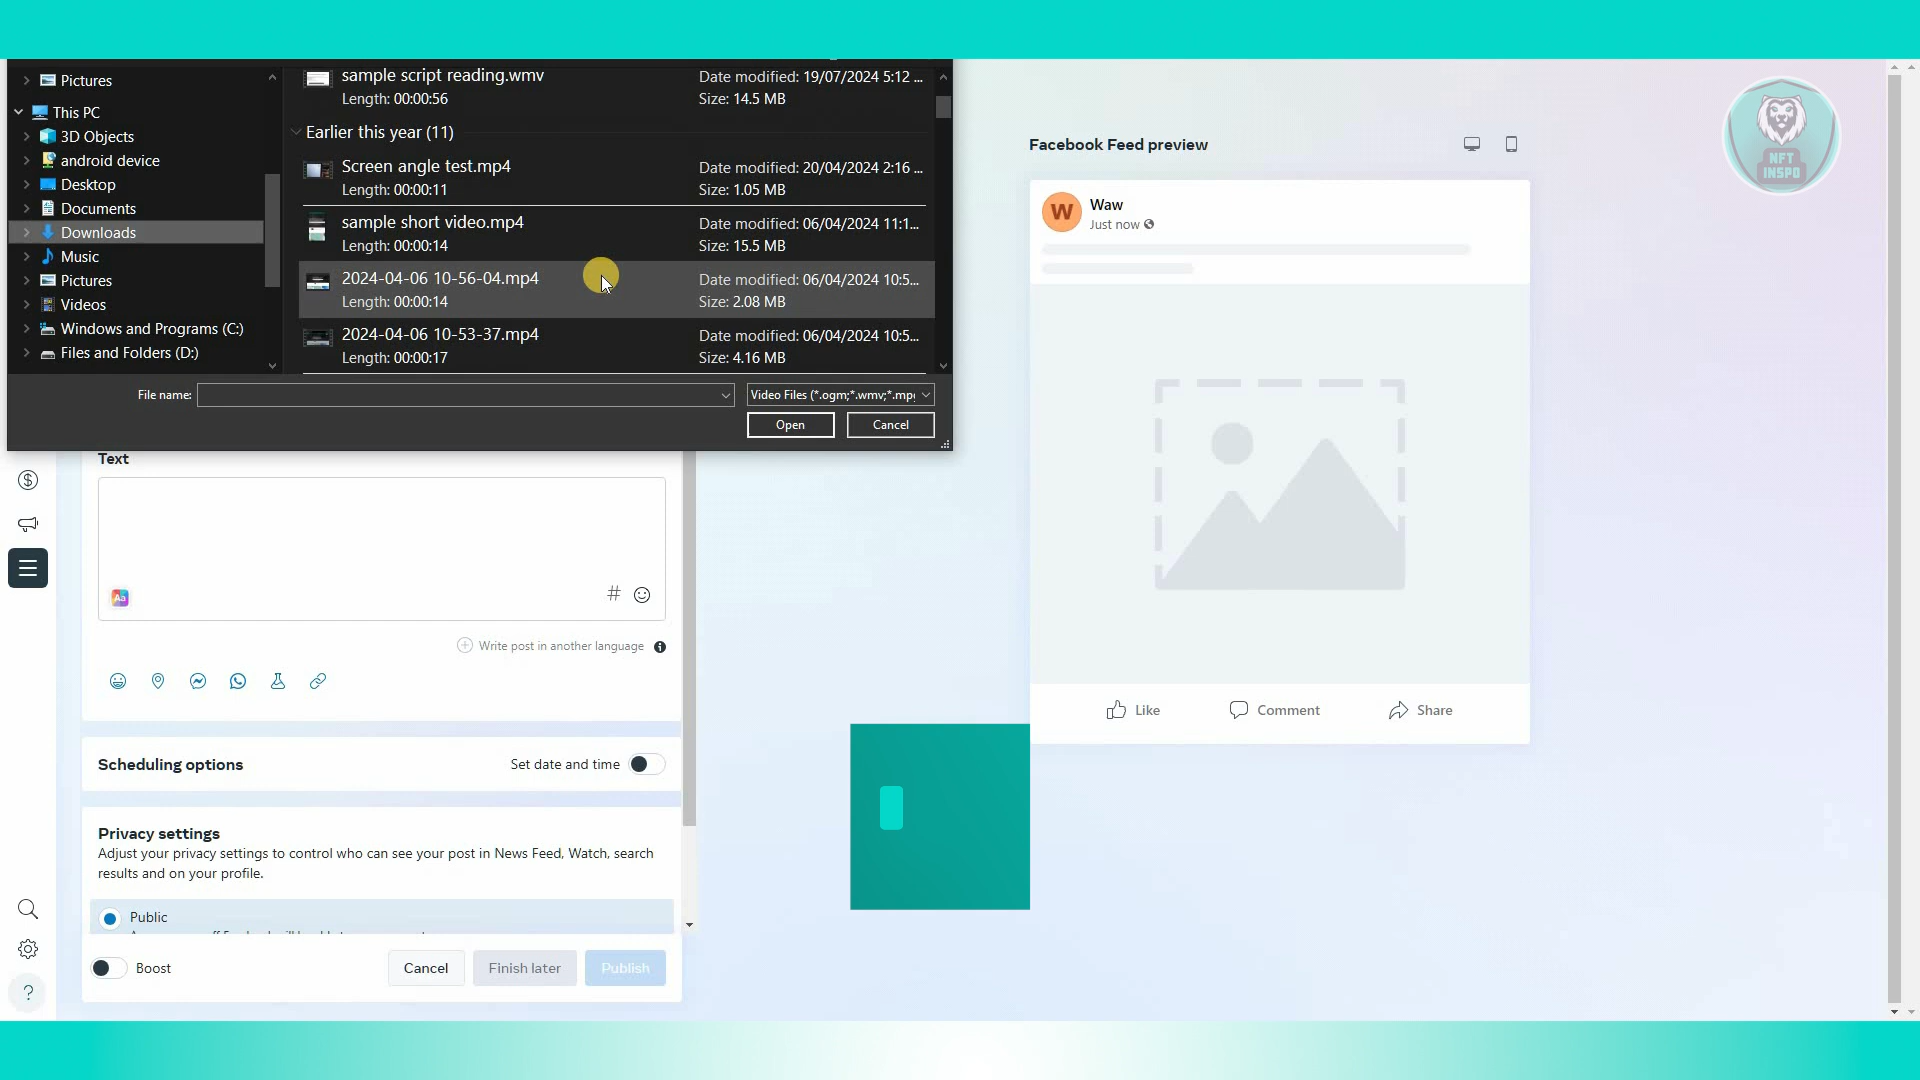 Pictures
This PC
3D Objects
android device
Desktop
Documents
Downloads
Music
Pictures
Videos
Windows and Programs (C:)
Files and Folders (D:)
sample script reading.wmv
Date modified: 19/07/2024 5:12 ...
Length: 00:00:56
Size: 14.5 MB
Earlier this year (11)
Screen angle test.mp4
Date modified: 20/04/2024 2:16 ...
Length: 00:00:11
Size: 1.05 MB
sample short video.mp4
Date modified: 06/04/2024 11:1...
Length: 00:00:14
Size: 15.5 MB
2024-04-06 10-56-04.mp4
Date modified: 06/04/2024 10:5...
Length: 00:00:14
Size: 2.08 MB
2024-04-06 10-53-37.mp4
Date modified: 06/04/2024 10:5...
Length: 00:00:17
Size: 4.16 MB
File name:
Video Files (*.ogm;*.wmv;*.mp
Open
Cancel
Text
Aa
#
Write post in another language
Scheduling options
Set date and time
Privacy settings
Adjust your privacy settings to control who can see your post in News Feed, Watch, search
results and on your profile.
Public
Boost
Cancel
Finish later
Publish
?
Facebook Feed preview
W
Waw
Just now
Like
Comment
Share
NFT
INSPO